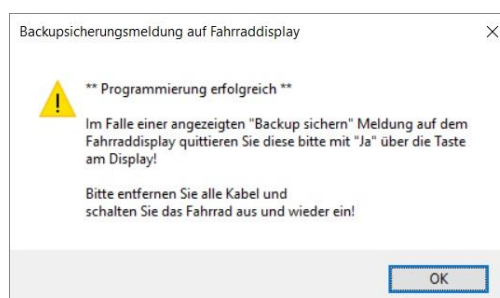 Backupsicherungsmeldung auf Fahrraddisplay
** Programmierung erfolgreich **
Im Falle einer angezeigten "Backup sichern" Meldung auf dem
Fahrraddisplay quittieren Sie diese bitte mit "Ja" über die Taste
am Display!
Bitte entfernen Sie alle Kabel und
schalten Sie das Fahrrad aus und wieder ein!
OK